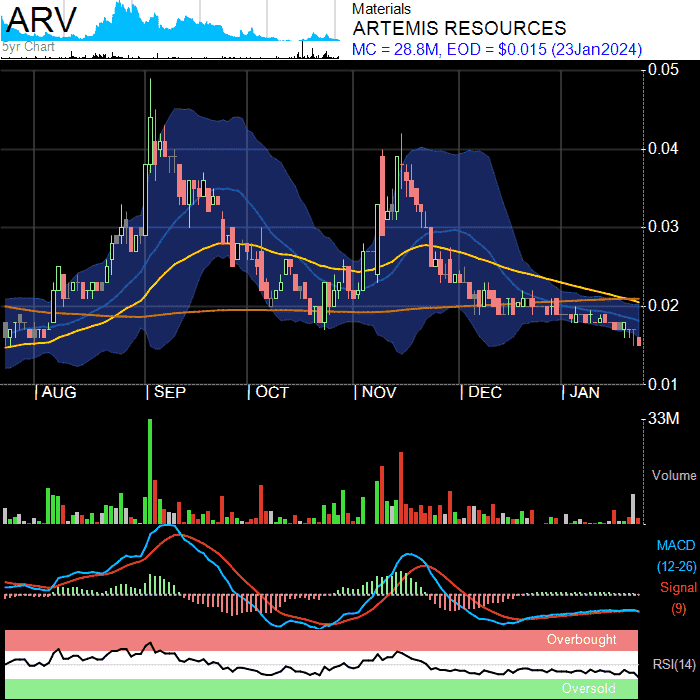 ARV
5yr Chart
Materials
ARTEMIS RESOURCES
MC = 28.8M, EOD = $0.015 (23Jan2024)
0.05
0.04
0.03
0.02
0.01
AUG SEP OCT NOV DEC JAN
33M
Volume
MACD
(12-26)
Signal
(9)
Overbought
RSI(14)
Oversold